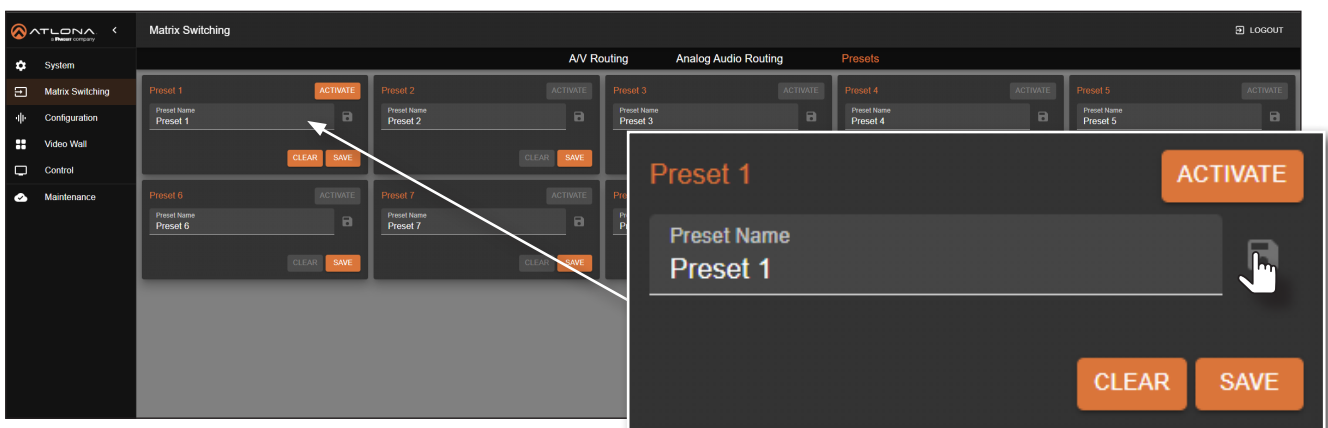 ATLONA
a Panduit company
Matrix Switching
LOGOUT
System
Matrix Switching
Configuration
Video Wall
Control
Maintenance
A/V Routing Analog Audio Routing Presets
Preset 1 ACTIVATE
Preset Name
Preset 1
CLEAR SAVE
Preset 2 ACTIVATE
Preset Name
Preset 2
CLEAR SAVE
Preset 3 ACTIVATE
Preset Name
Preset 3
Preset 4 ACTIVATE
Preset Name
Preset 4
Preset 5 ACTIVATE
Preset Name
Preset 5
Preset 6 ACTIVATE
Preset Name
Preset 6
CLEAR SAVE
Preset 7 ACTIVATE
Preset Name
Preset 7
CLEAR SAVE
Preset 1 ACTIVATE
Preset Name
Preset 1
CLEAR SAVE